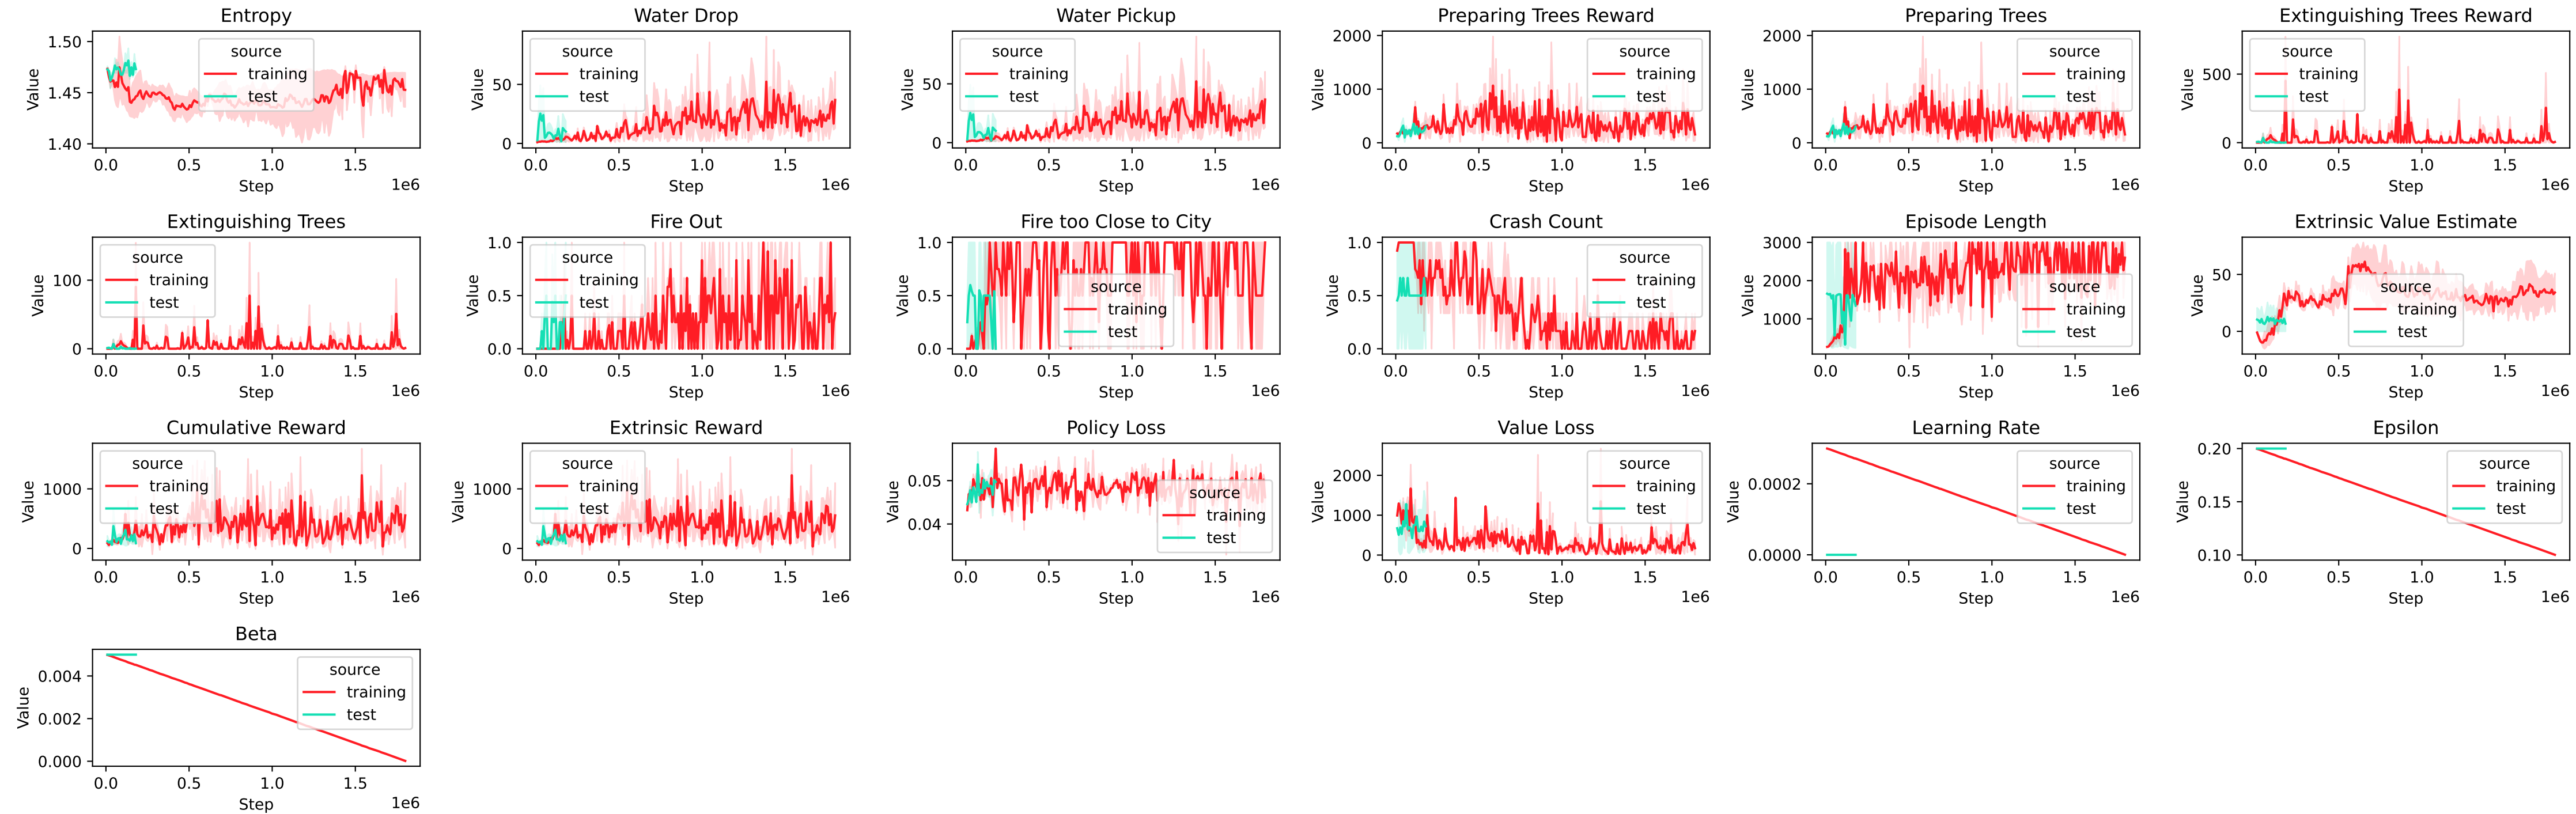 Entropy
1.50
1.45
1.40
Value
source
training
test
0.0 0.5 1.0 1.5
Step
1e6
Water Drop
50
0
Value
source
training
test
0.0 0.5 1.0 1.5
Step
1e6
Water Pickup
50
0
Value
source
training
test
0.0 0.5 1.0 1.5
Step
1e6
Preparing Trees Reward
2000
1000
0
Value
source
training
test
0.0 0.5 1.0 1.5
Step
1e6
Preparing Trees
2000
1000
0
Value
source
training
test
0.0 0.5 1.0 1.5
Step
1e6
Extinguishing Trees Reward
500
0
Value
source
training
test
0.0 0.5 1.0 1.5
Step
1e6
Extinguishing Trees
100
0
Value
source
training
test
0.0 0.5 1.0 1.5
Step
1e6
Fire Out
1.0
0.5
0.0
Value
source
training
test
0.0 0.5 1.0 1.5
Step
1e6
Fire too Close to City
1.0
0.5
0.0
Value
source
training
test
0.0 0.5 1.0 1.5
Step
1e6
Crash Count
1.0
0.5
0.0
Value
source
training
test
0.0 0.5 1.0 1.5
Step
1e6
Episode Length
3000
2000
1000
Value
source
training
test
0.0 0.5 1.0 1.5
Step
1e6
Extrinsic Value Estimate
50
0
Value
source
training
test
0.0 0.5 1.0 1.5
Step
1e6
Cumulative Reward
1000
0
Value
source
training
test
0.0 0.5 1.0 1.5
Step
1e6
Extrinsic Reward
1000
0
Value
source
training
test
0.0 0.5 1.0 1.5
Step
1e6
Policy Loss
0.05
0.04
Value
source
training
test
0.0 0.5 1.0 1.5
Step
1e6
Value Loss
2000
1000
0
Value
source
training
test
0.0 0.5 1.0 1.5
Step
1e6
Learning Rate
0.0002
0.0000
Value
source
training
test
0.0 0.5 1.0 1.5
Step
1e6
Epsilon
0.20
0.15
0.10
Value
source
training
test
0.0 0.5 1.0 1.5
Step
1e6
Beta
0.004
0.002
0.000
Value
source
training
test
0.0 0.5 1.0 1.5
Step
1e6